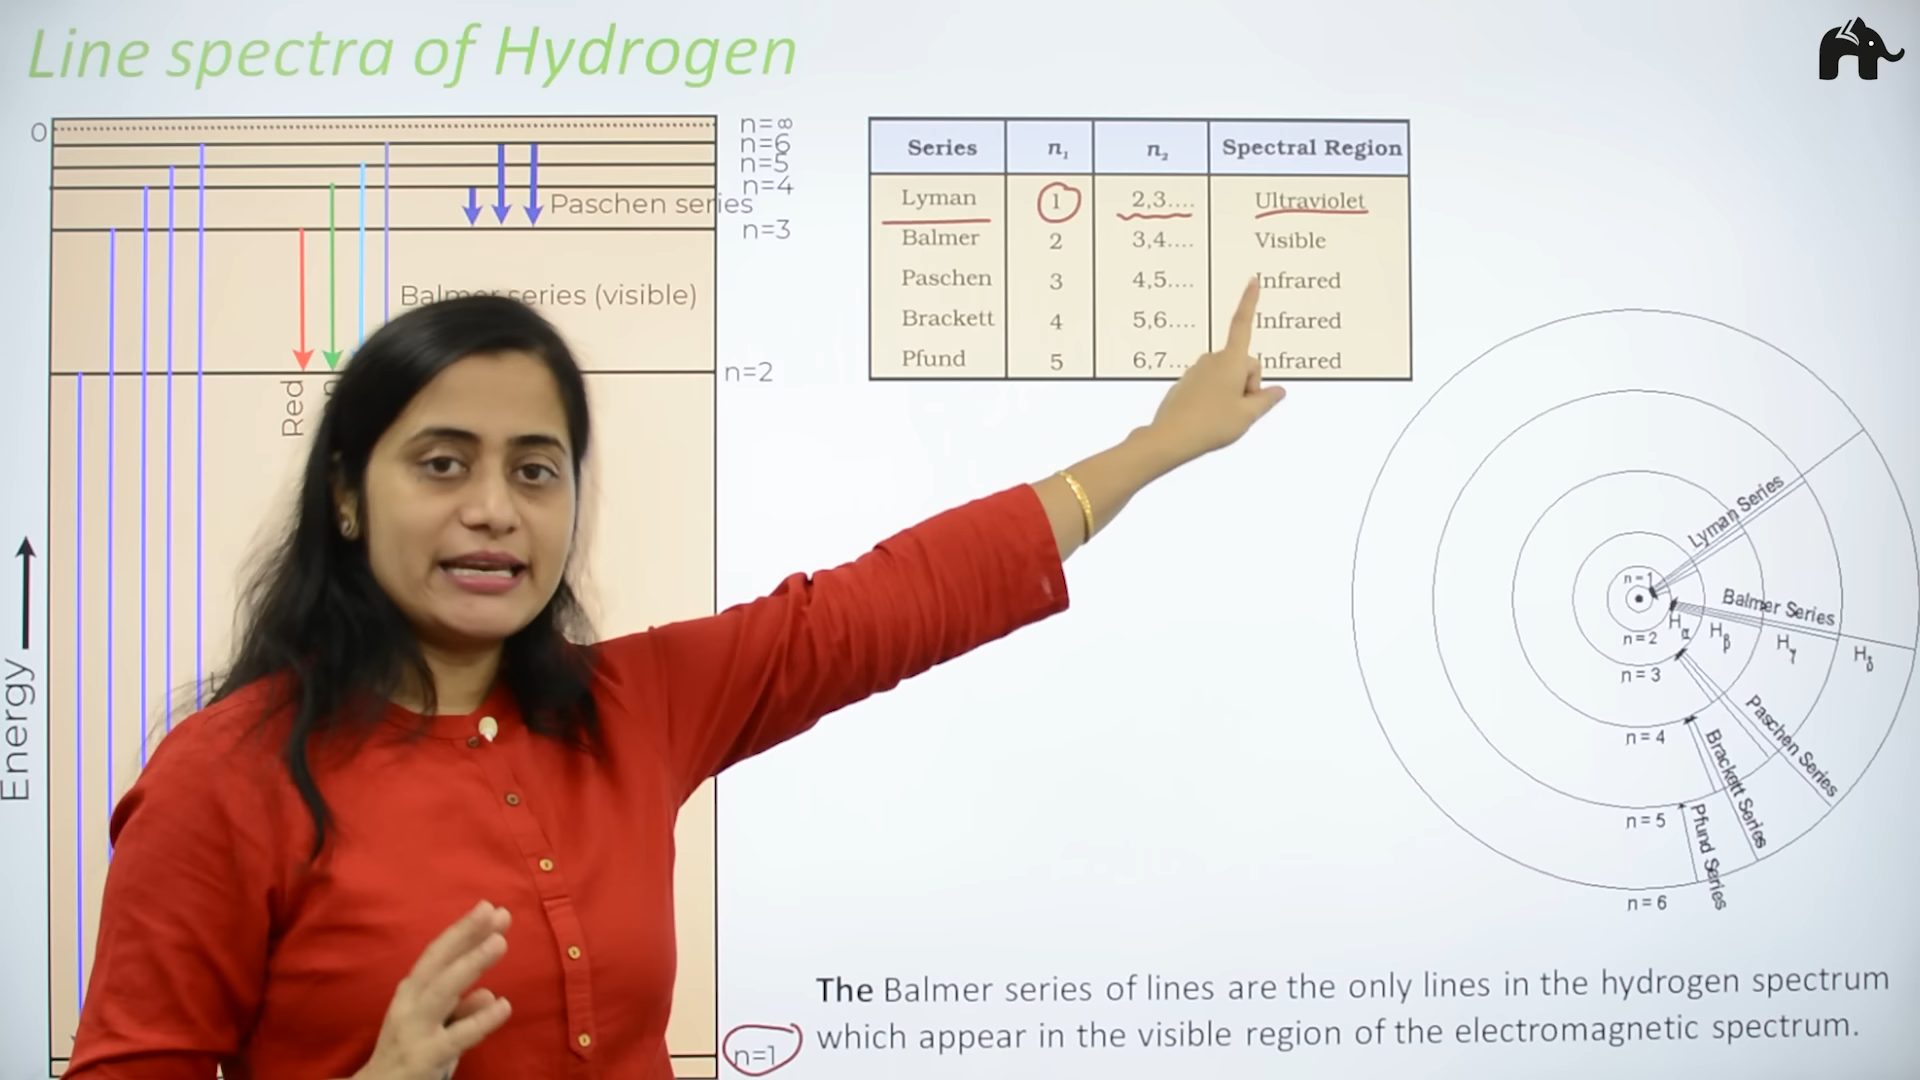 Line spectra of Hydrogen
0
n=∞
n=6
n=5
n=4
Paschen series
n=3
Balmer series (visible)
n=2
Red
Energy
n=1
Series n₁ n₂ Spectral Region
Lyman 1 2,3.... Ultraviolet
Balmer 2 3,4.... Visible
Paschen 3 4,5.... Infrared
Brackett 4 5,6.... Infrared
Pfund 5 6,7... Infrared
Lyman Series
n=1
Balmer Series
Hα Hβ Hγ Hδ
n=2
n=3
Paschen Series
n=4
Brackett Series
n=5
Pfund Series
n=6
The Balmer series of lines are the only lines in the hydrogen spectrum
which appear in the visible region of the electromagnetic spectrum.